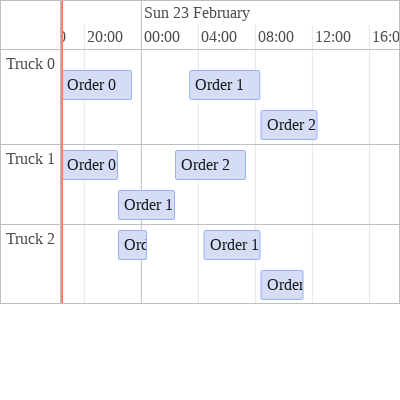 Sun 23 February
20:00 00:00 04:00 08:00 12:00 16:0
Truck 0
Order 0 Order 1
Order 2
Truck 1
Order 0 Order 2
Order 1
Truck 2
Ord Order 1
Order